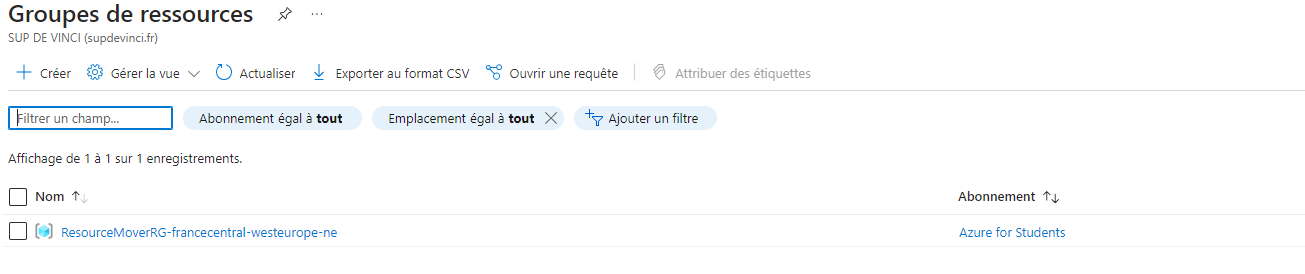 Groupes de ressources
SUP DE VINCI (supdevinci.fr)
Créer Gérer la vue Actualiser Exporter au format CSV Ouvrir une requête Attribuer des étiquettes
Filtrer un champ... Abonnement égal à tout Emplacement égal à tout Ajouter un filtre
Affichage de 1 à 1 sur 1 enregistrements.
Nom Abonnement
ResourceMoverRG-francecentral-westeurope-ne Azure for Students